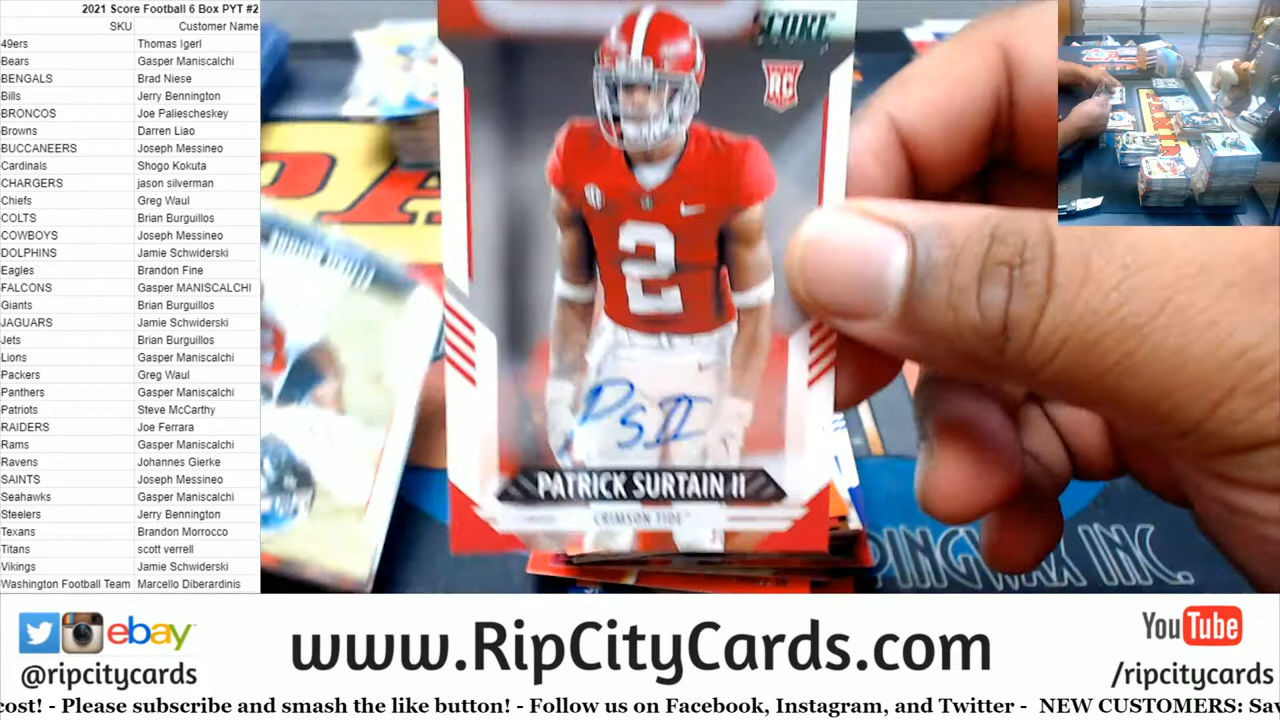 2021 Score Football 6 Box PYT #2
SKU Customer Name
49ers Thomas Igerl
Bears Gasper Maniscalchi
BENGALS Brad Niese
Bills Jerry Bennington
BRONCOS Joe Paliescheskey
Browns Darren Liao
BUCCANEERS Joseph Messineo
Cardinals Shogo Kokuta
CHARGERS jason silverman
Chiefs Greg Waul
COLTS Brian Burguillos
COWBOYS Joseph Messineo
DOLPHINS Jamie Schwiderski
Eagles Brandon Fine
FALCONS Gasper MANISCALCHI
Giants Brian Burguillos
JAGUARS Jamie Schwiderski
Jets Brian Burguillos
Lions Gasper Maniscalchi
Packers Greg Waul
Panthers Gasper Maniscalchi
Patriots Steve McCarthy
RAIDERS Joe Ferrara
Rams Gasper Maniscalchi
Ravens Johannes Gierke
SAINTS Joseph Messineo
Seahawks Gasper Maniscalchi
Steelers Jerry Bennington
Texans Brandon Morrocco
Titans scott verrell
Vikings Jamie Schwiderski
Washington Football Team Marcello Diberardinis
SCORE
RC
2
PS II
PATRICK SURTAIN II
CRIMSON TIDE
PINGWAX INC.
ebay
@ripcitycards
www.RipCityCards.com
YouTube
/ripcitycards
cost! - Please subscribe and smash the like button! - Follow us on Facebook, Instagram, and Twitter - NEW CUSTOMERS: Sav